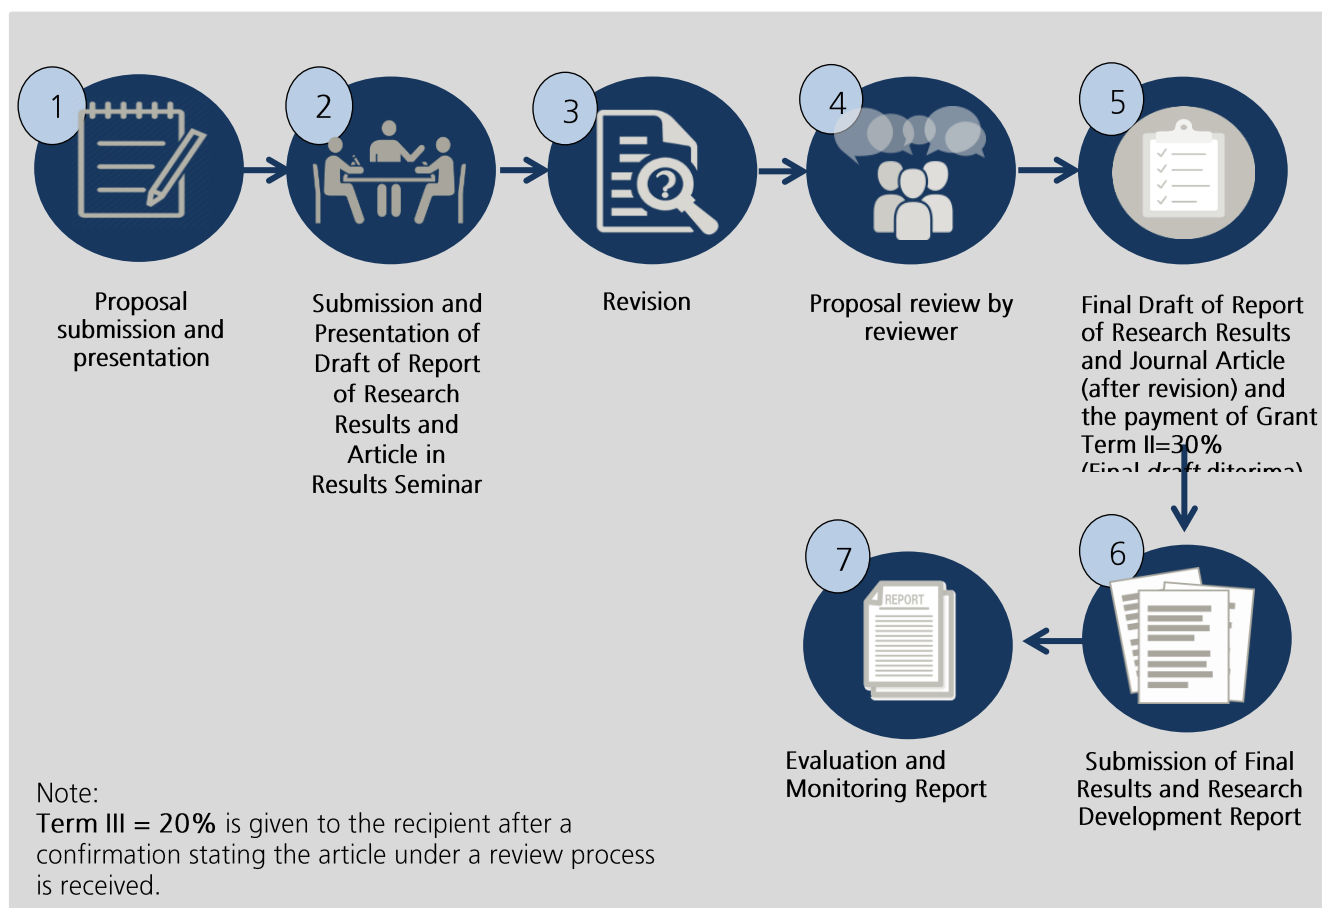 1
2
3
4
5
Proposal
submission and
presentation
Submission and
Presentation of
Draft of Report
of Research
Results and
Article in
Results Seminar
Revision
Proposal review by
reviewer
Final Draft of Report
of Research Results
and Journal Article
(after revision) and
the payment of Grant
Term II=30%
(Final draft diterima)
7
6
REPORT
Evaluation and
Monitoring Report
Submission of Final
Results and Research
Development Report
Note:
Term III = 20% is given to the recipient after a
confirmation stating the article under a review process
is received.